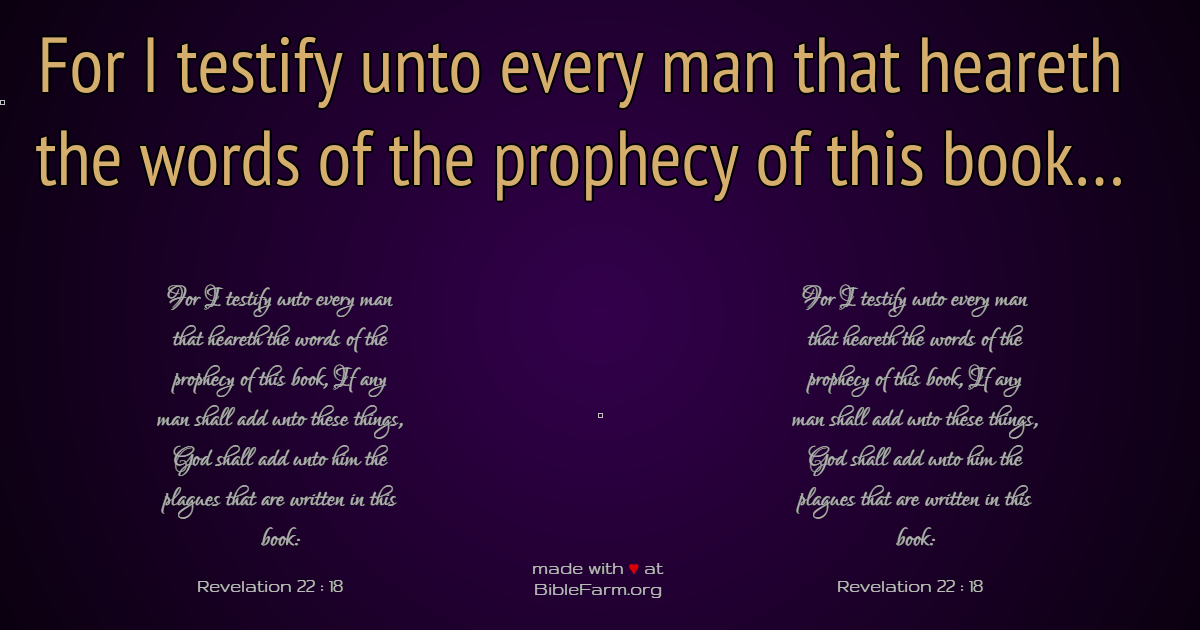 For I testify unto every man that heareth
the words of the prophecy of this book...
For I testify unto every man
that heareth the words of the
prophecy of this book, If any
man shall add unto these things,
God shall add unto him the
plagues that are written in this
book:
Revelation 22 : 18
made with ♥ at
BibleFarm.org
For I testify unto every man
that heareth the words of the
prophecy of this book, If any
man shall add unto these things,
God shall add unto him the
plagues that are written in this
book:
Revelation 22 : 18